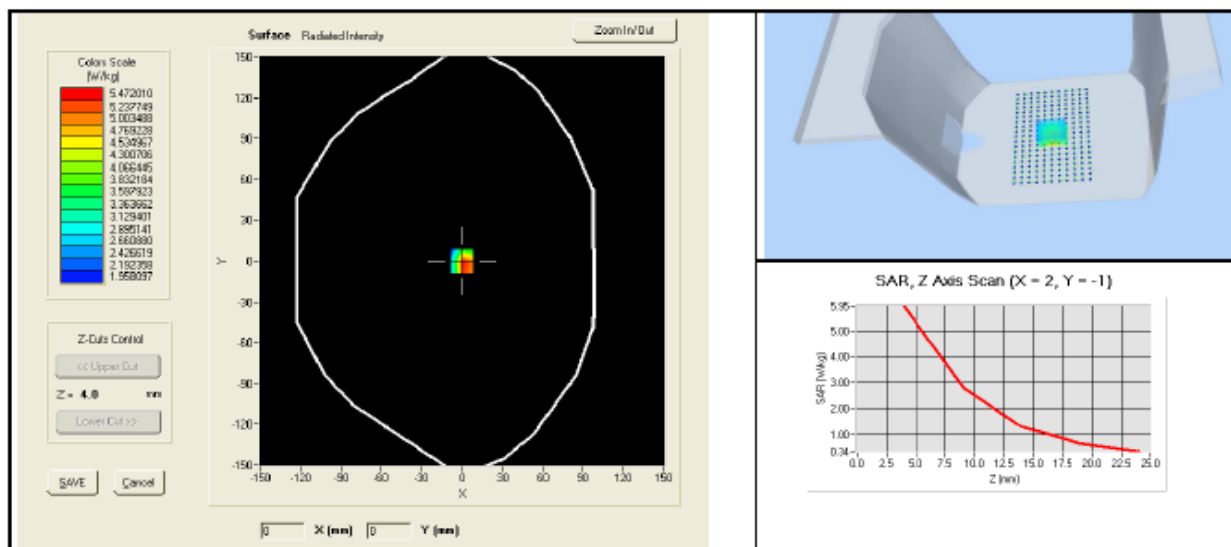 Surface Radiated Intensity
Zoom In/Out
Colors Scale
(W/kg)
5.472010
5.237749
5.003488
4.769228
4.534967
4.300706
4.066445
3.832184
3.597923
3.363662
3.129401
2.895141
2.660880
2.426619
2.192358
1.958097
Z-Cuts Control
<< Upper Cut
Z = 4.0 mm
Lower Cut >>
SAVE Cancel
150
120
90
60
30
0
-30
-60
-90
-120
-150
Y
-150 -120 -90 -60 -30 0 30 60 90 120 150
X
0 X (mm) 0 Y (mm)
SAR, Z Axis Scan (X = 2, Y = -1)
SAR (W/kg)
5.95
5.00
4.00
3.00
2.00
1.00
0.34
0.0 2.5 5.0 7.5 10.0 12.5 15.0 17.5 20.0 22.5 25.0
Z (mm)